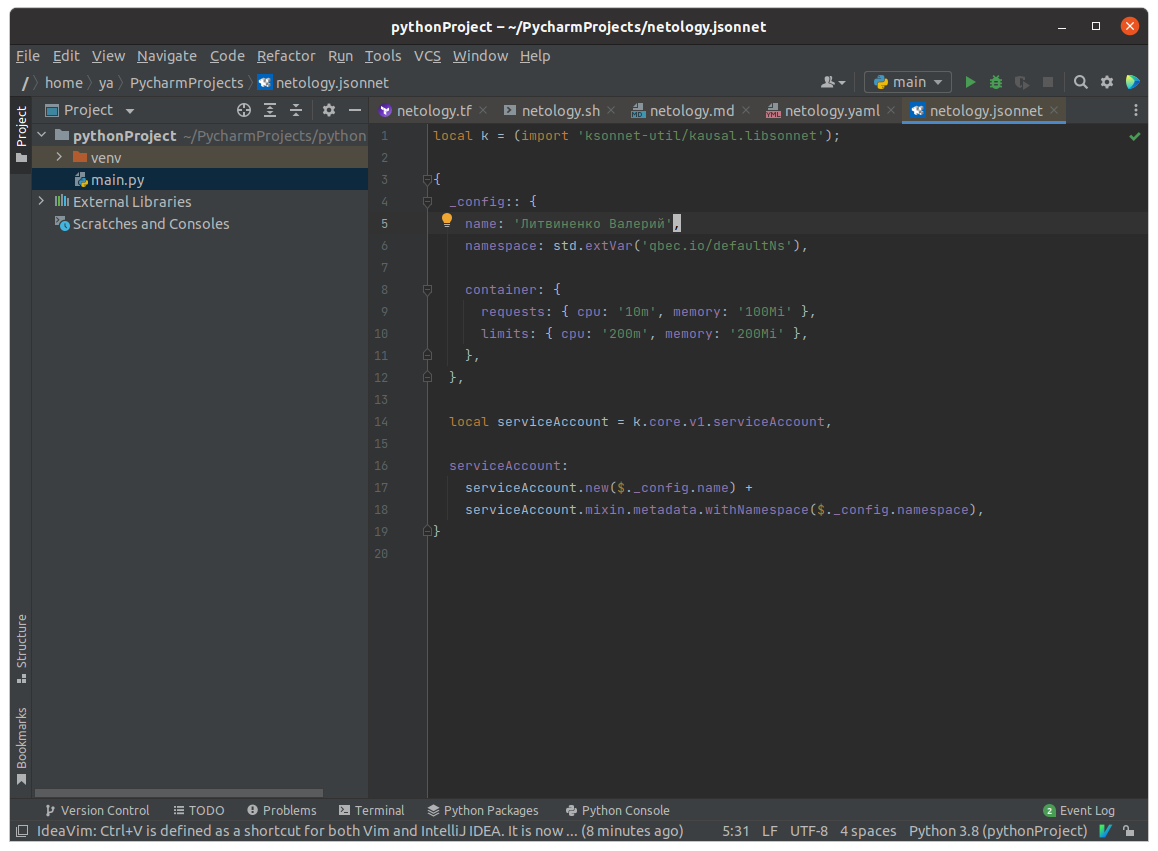 pythonProject – ~/PycharmProjects/netology.jsonnet
File Edit View Navigate Code Refactor Run Tools VCS Window Help
/ home ya PycharmProjects netology.jsonnet main
Project
Project netology.tf netology.sh netology.md netology.yaml netology.jsonnet
pythonProject ~/PycharmProjects/python
venv
main.py
External Libraries
Scratches and Consoles
1 local k = (import 'ksonnet-util/kausal.libsonnet');
2
3 {
4 _config:: {
5 name: 'Литвиненко Валерий',
6 namespace: std.extVar('qbec.io/defaultNs'),
7
8 container: {
9 requests: { cpu: '10m', memory: '100Mi' },
10 limits: { cpu: '200m', memory: '200Mi' },
11 },
12 },
13
14 local serviceAccount = k.core.v1.serviceAccount,
15
16 serviceAccount:
17 serviceAccount.new($._config.name) +
18 serviceAccount.mixin.metadata.withNamespace($._config.namespace),
19 }
20
Structure
Bookmarks
Version Control TODO Problems Terminal Python Packages Python Console 2 Event Log
IdeaVim: Ctrl+V is defined as a shortcut for both Vim and IntelliJ IDEA. It is now ... (8 minutes ago) 5:31 LF UTF-8 4 spaces Python 3.8 (pythonProject)